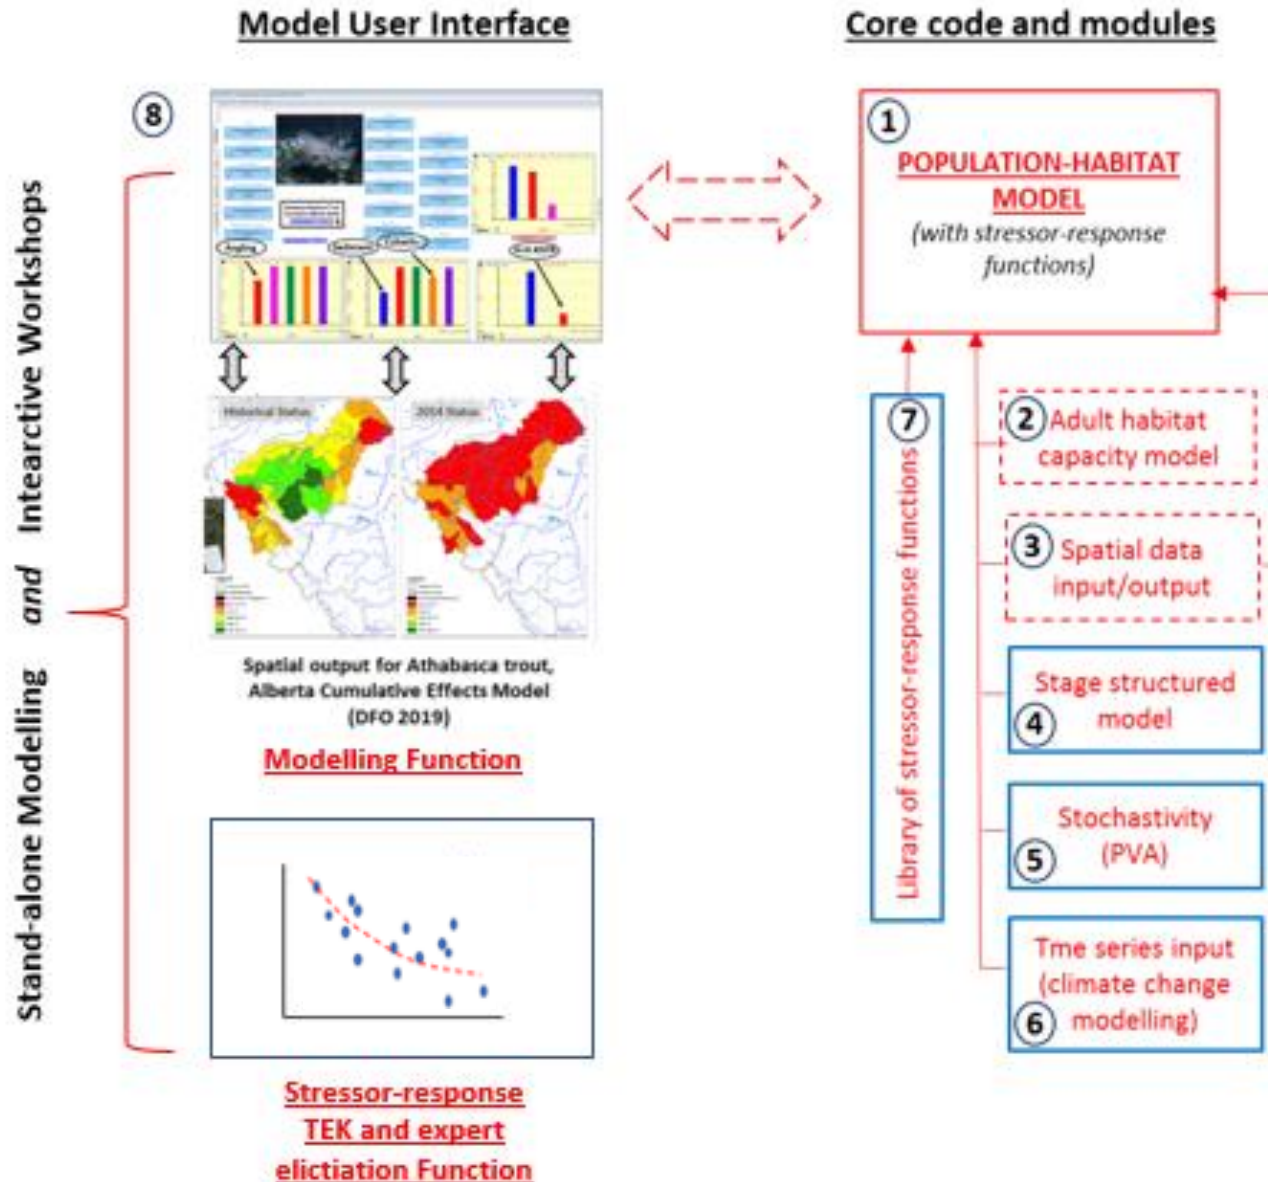 Model User Interface
Core code and modules
8
Stand-alone Modelling and Intearctive Workshops
Angling
Sediment
Historical Status
2014 Status
Spatial output for Athabasca trout,
Alberta Cumulative Effects Model
(DFO 2019)
Modelling Function
Stressor-response
TEK and expert
elictiation Function
1
POPULATION-HABITAT
MODEL
(with stressor-response
functions)
7
Library of stressor-response functions
2
Adult habitat
capacity model
3
Spatial data
input/output
Stage structured
model
4
Stochastivity
(PVA)
5
Tme series input
(climate change
modelling)
6